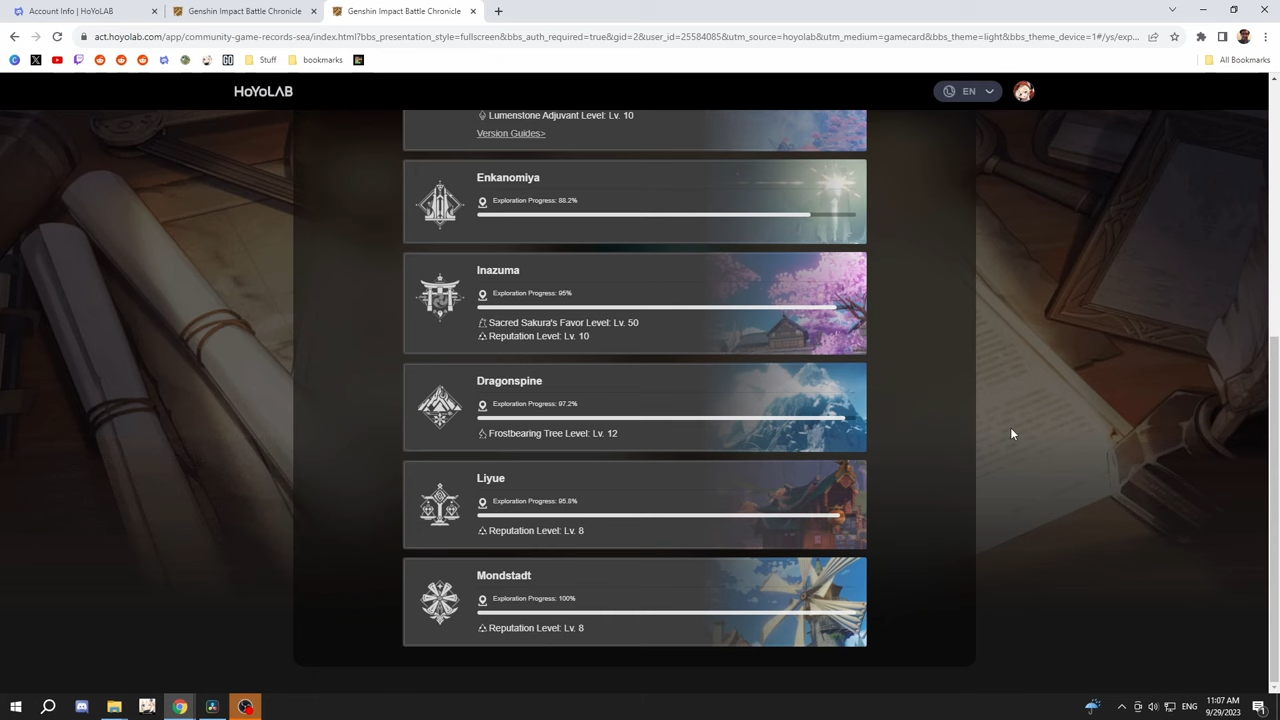 Account Info | HoYoLAB
Genshin Impact Battle Chronicle
Genshin Impact Battle Chronicle
act.hoyolab.com/app/community-game-records-sea/index.html?bbs_presentation_style=fullscreen&bbs_auth_required=true&gid=2&user_id=25584085&utm_source=hoyolab&utm_medium=gamecard&bbs_theme=light&bbs_theme_device=1#/ys/exp...
Stuff
bookmarks
All Bookmarks
HoYoLAB
EN
Lumenstone Adjuvant Level: Lv. 10
Version Guides>
Enkanomiya
Exploration Progress: 88.2%
Inazuma
Exploration Progress: 95%
Sacred Sakura's Favor Level: Lv. 50
Reputation Level: Lv. 10
Dragonspine
Exploration Progress: 97.2%
Frostbearing Tree Level: Lv. 12
Liyue
Exploration Progress: 95.8%
Reputation Level: Lv. 8
Mondstadt
Exploration Progress: 100%
Reputation Level: Lv. 8
ENG
11:07 AM
9/29/2023